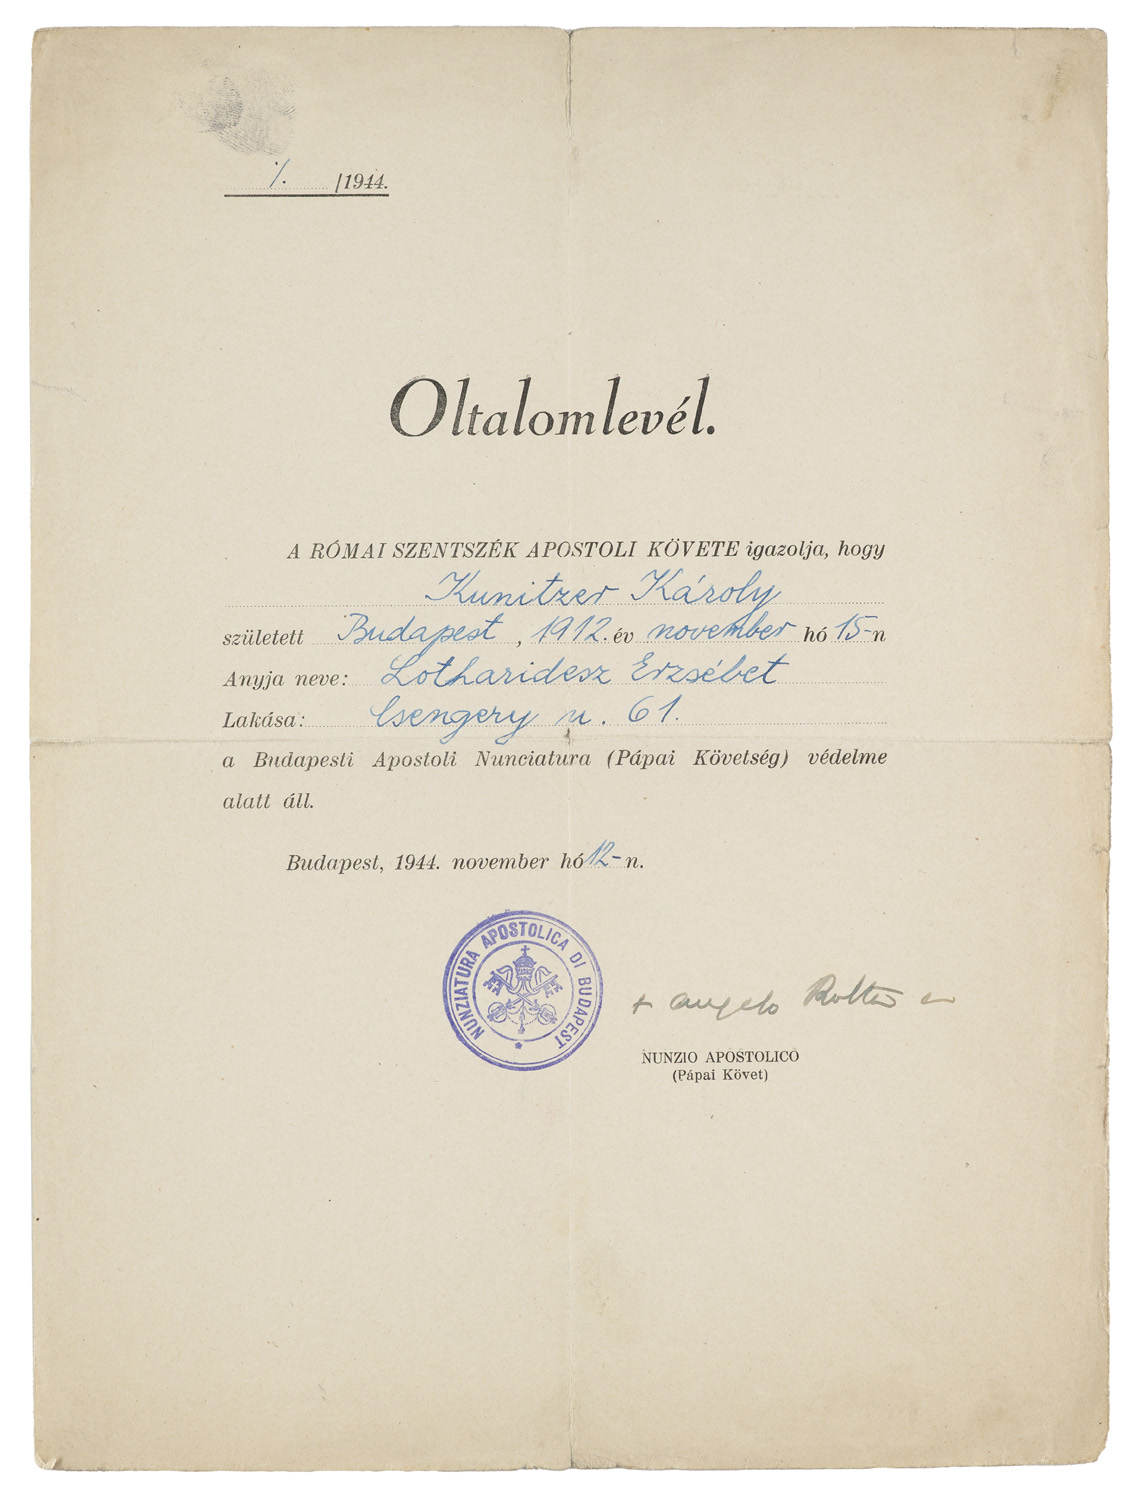 ·/. /1944.
Oltalomlevél.
A RÓMAI SZENTSZÉK APOSTOLI KÖVETE igazolja, hogy
Kunitzer Károly
született Budapest, 1912. év november hó 15-n
Anyja neve: Lotharidesz Erzsébet
Lakása: Csengery u. 61.
a Budapesti Apostoli Nunciatura (Pápai Követség) védelme
alatt áll.
Budapest, 1944. november hó 12-n.
NUNZIATURA APOSTOLICA DI BUDAPEST
+ Angelo Rotta
NUNZIO APOSTOLICO
(Pápai Követ)